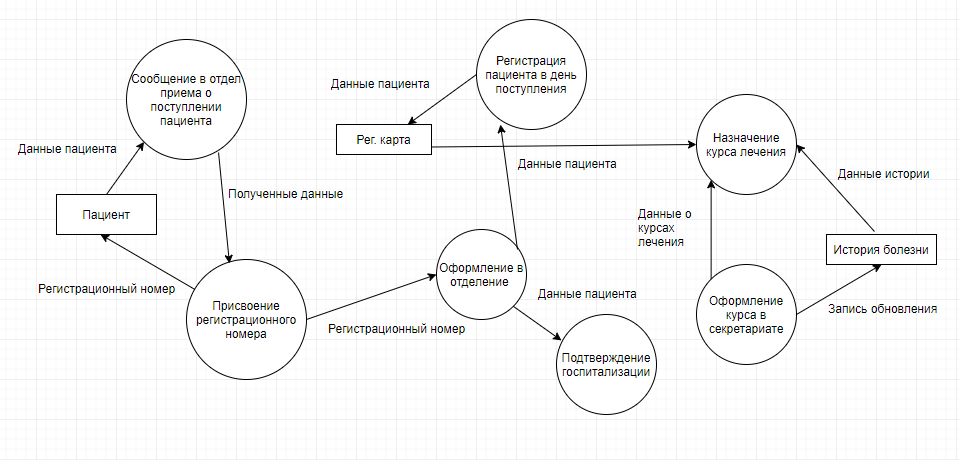 Сообщение в отдел
приема о
поступлении
пациента
Данные пациента
Пациент
Полученные данные
Регистрационный номер
Присвоение
регистрационного
номера
Регистрационный номер
Регистрация
пациента в день
поступления
Данные пациента
Рег. карта
Данные пациента
Оформление в
отделение
Данные пациента
Подтверждение
госпитализации
Назначение
курса лечения
Данные о
курсах
лечения
Данные истории
История болезни
Оформление
курса в
секретариате
Запись обновления